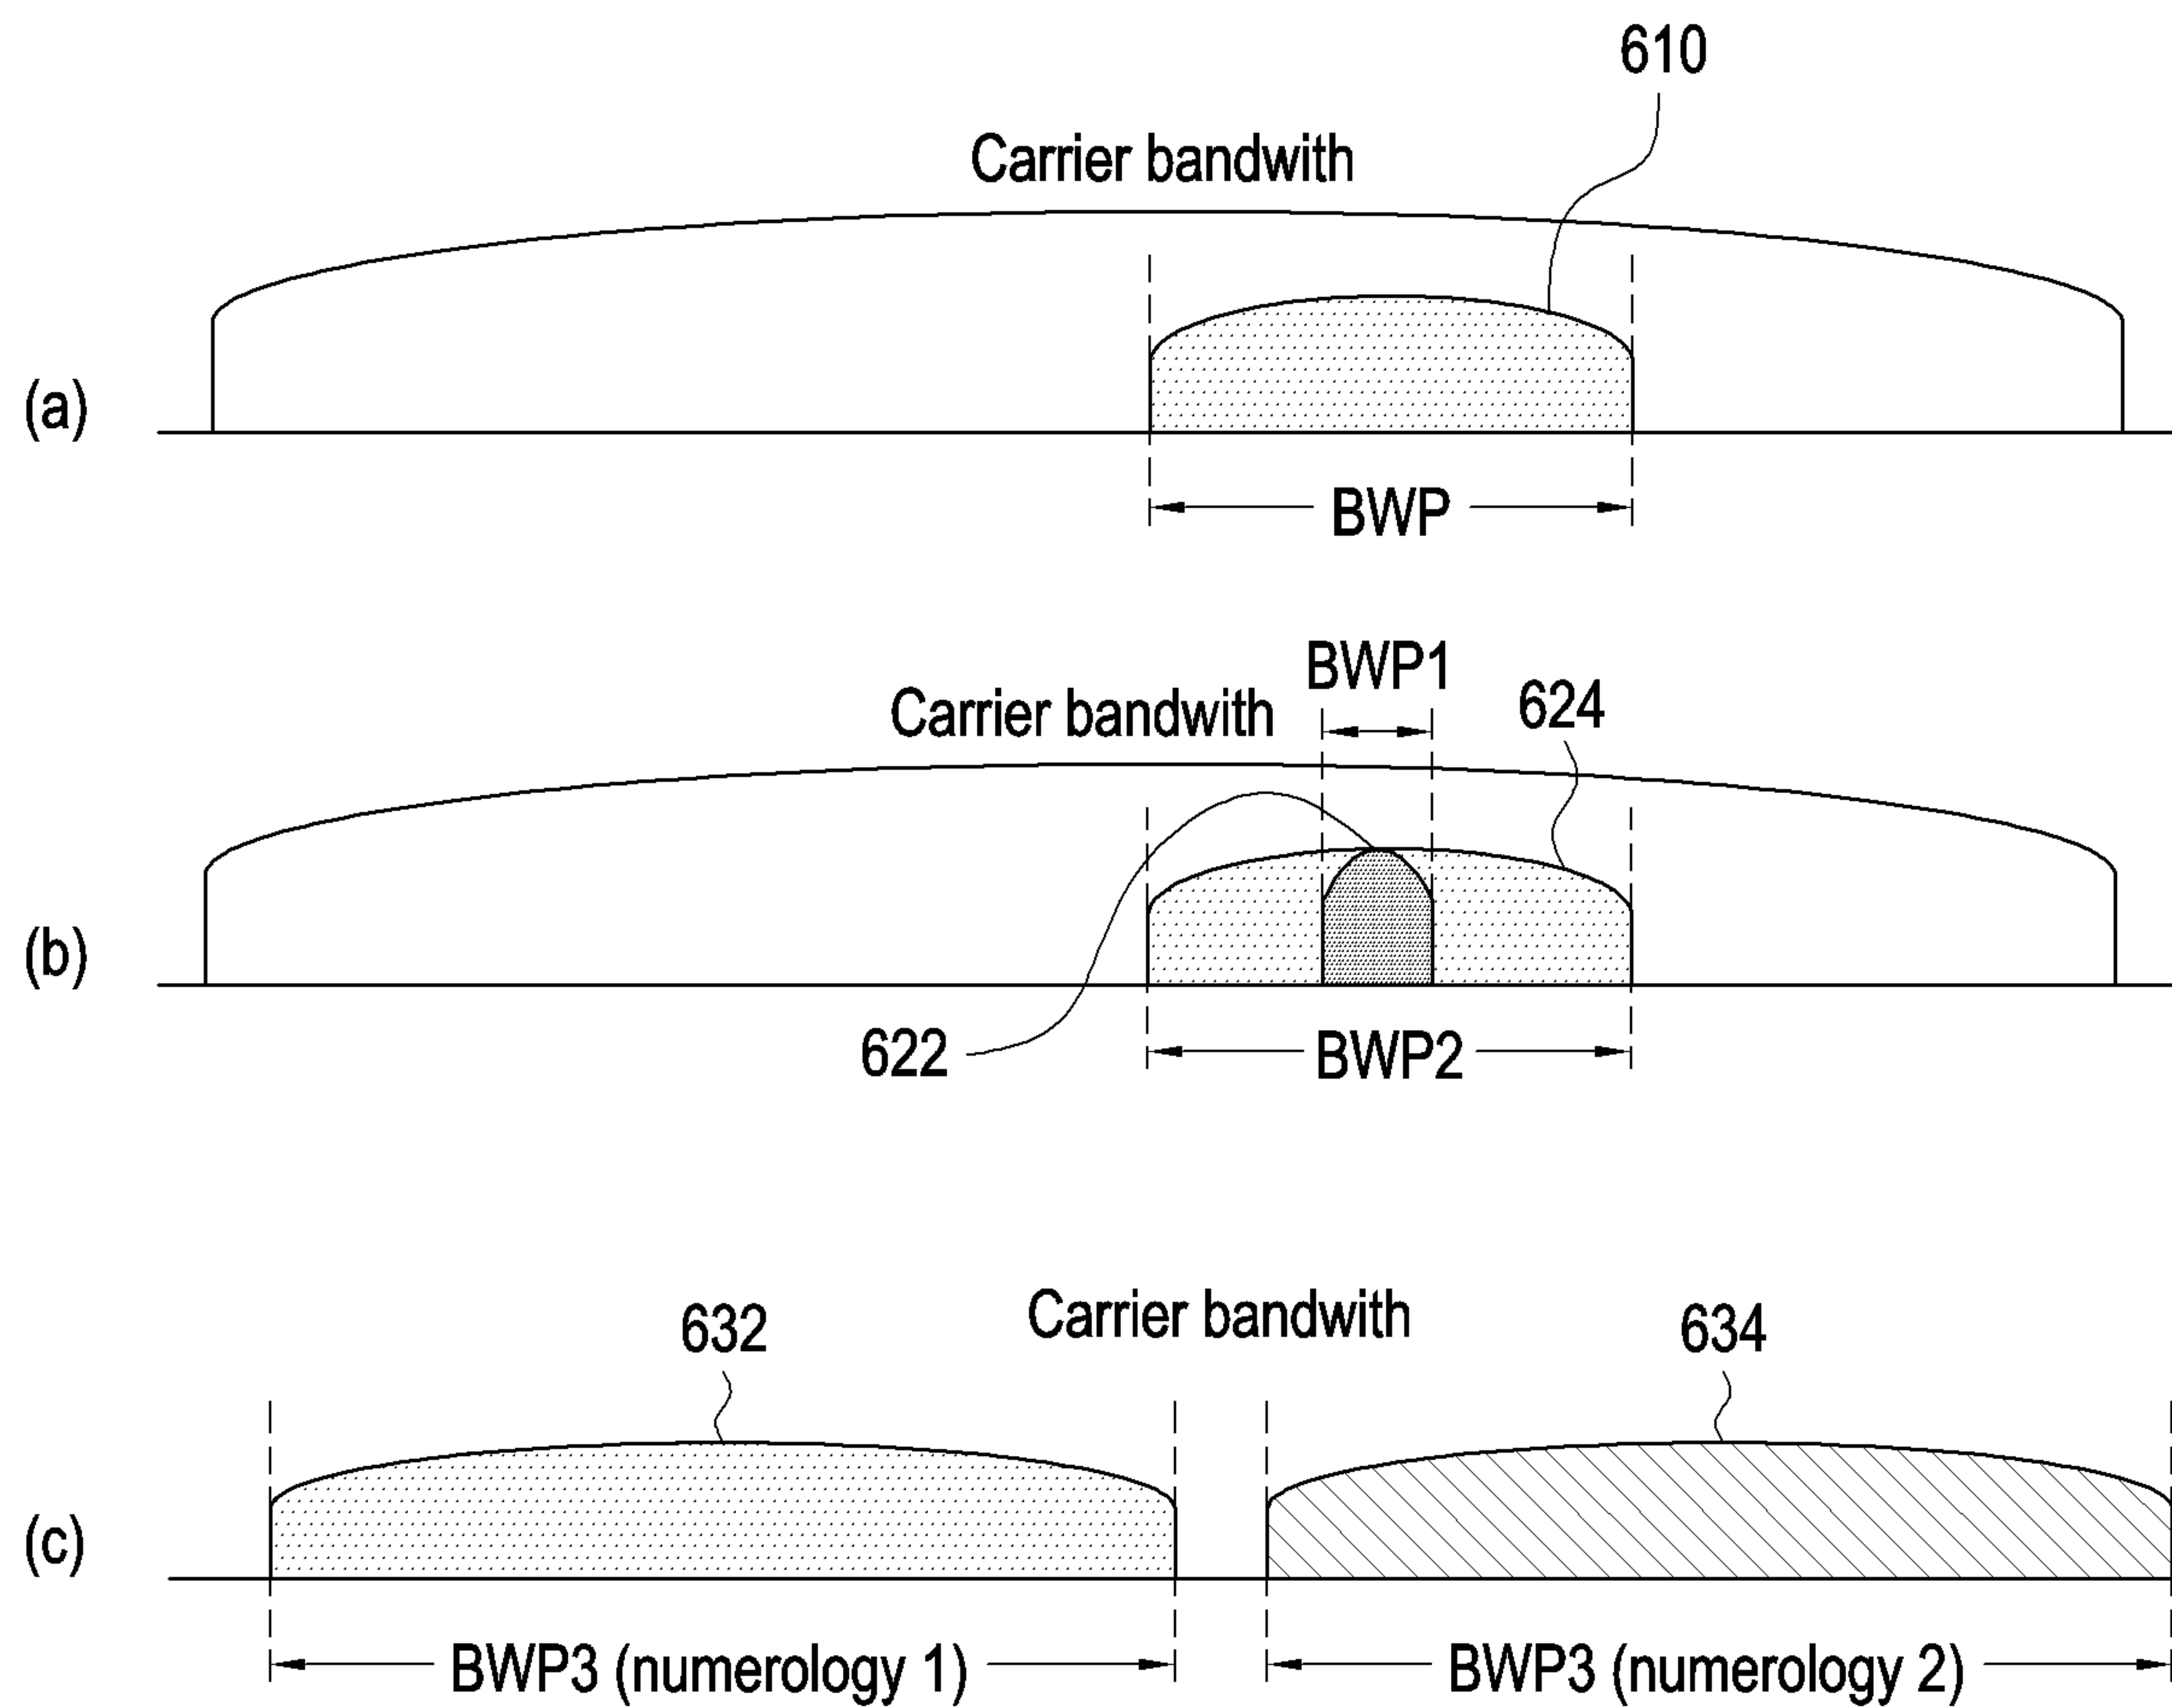 610
Carrier bandwith
(a)
BWP
BWP1
Carrier bandwith
624
(b)
622
BWP2
Carrier bandwith
632
634
(c)
BWP3 (numerology 1)
BWP3 (numerology 2)